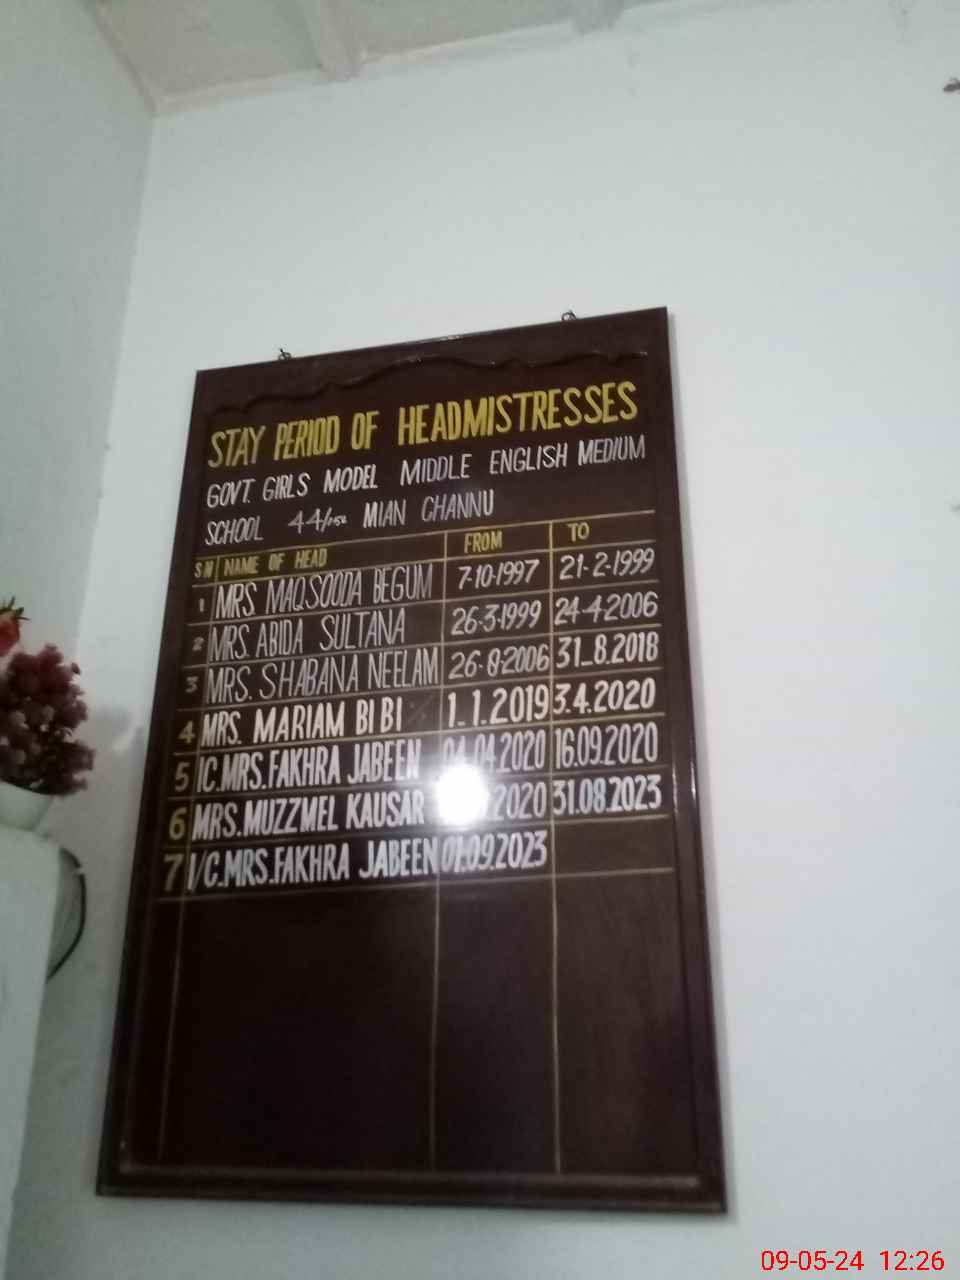 STAY PERIOD OF HEADMISTRESSES
GOVT. GIRLS MODEL MIDDLE ENGLISH MEDIUM
SCHOOL 44/15L MIAN CHANNU
S.N NAME OF HEAD FROM TO
1 MRS MAQSOODA BEGUM 7-10-1997 21-2-1999
2 MRS. ABIDA SULTANA 26-3-1999 24-4-2006
3 MRS. SHABANA NEELAM 26-8-2006 31-8-2018
4 MRS. MARIAM BIBI 1.1.2019 3.4.2020
5 IC.MRS.FAKHRA JABEEN 04.04.2020 16.09.2020
6 MRS.MUZZMEL KAUSAR 2020 31.08.2023
7 I/C.MRS.FAKHRA JABEEN 01.09.2023
09-05-24 12:26